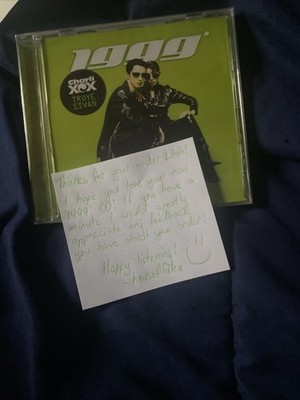 1999
Charli
XCX
TROYE
SIVAN
Thanks for your order
I hope you love your new
"1999" CD! If you have a
minute I would greatly
appreciate any feedback
you have about your order!
Happy listening!